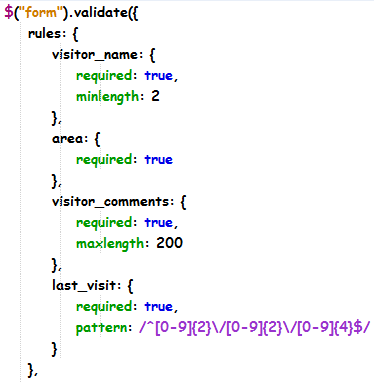 $("form").validate({
rules: {
visitor_name: {
required: true,
minlength: 2
},
area: {
required: true
},
visitor_comments: {
required: true,
maxlength: 200
},
last_visit: {
required: true,
pattern: /^[0-9]{2}\/[0-9]{2}\/[0-9]{4}$/
}
},